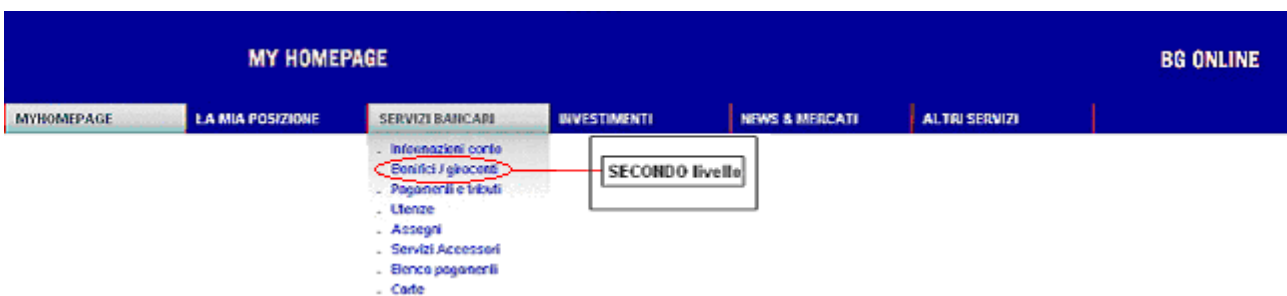 MY HOMEPAGE BG ONLINE
MYHOMEPAGE LA MIA POSIZIONE SERVIZI BANCARI INVESTIMENTI NEWS & MERCATI ALTRI SERVIZI
- Informazioni conto
- Bonifici / giroconti SECONDO livello
- Pagamenti e tributi
- Utenze
- Assegni
- Servizi Accessori
- Elenco pagamenti
- Carte